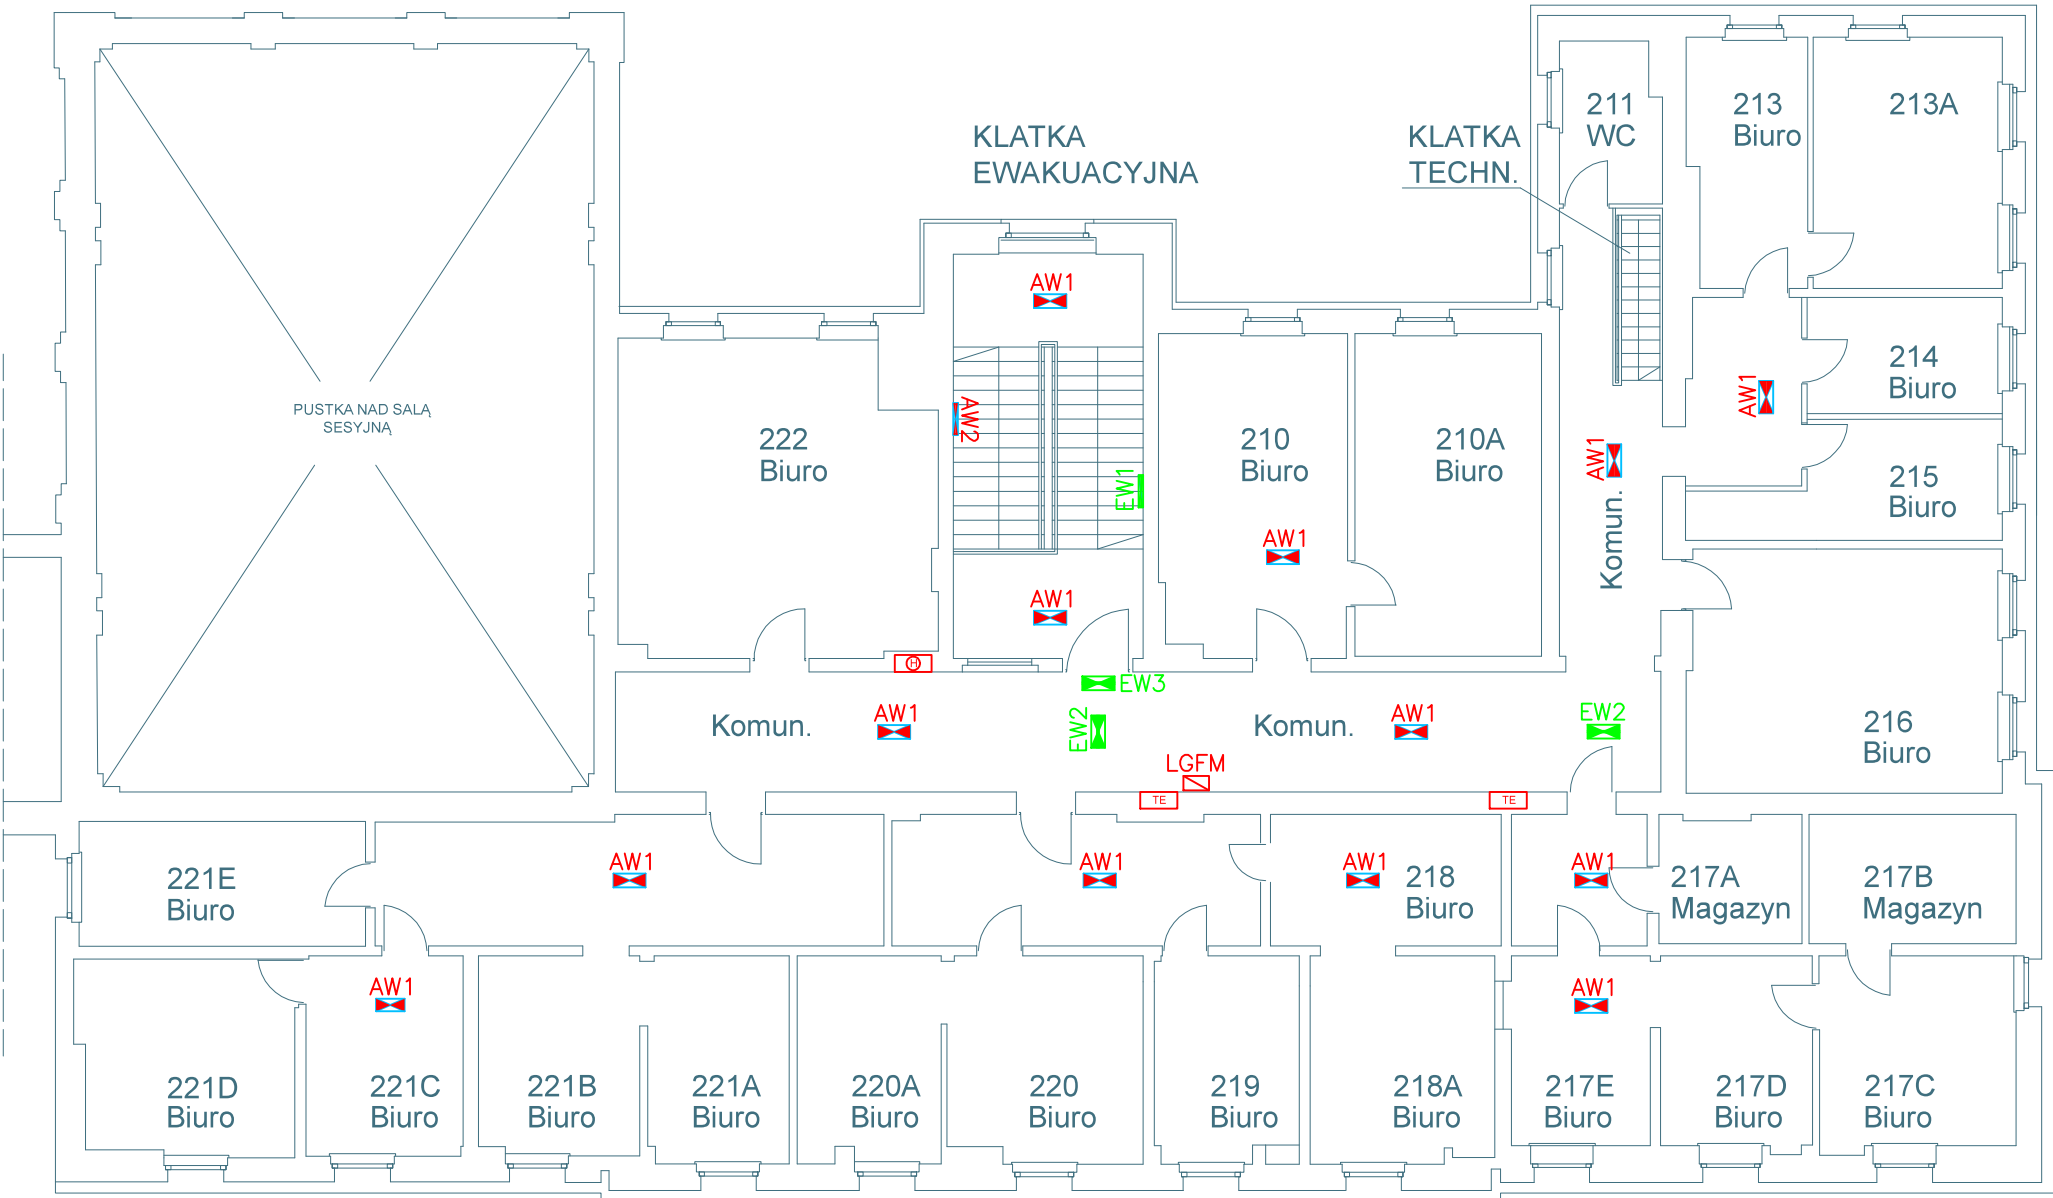 211
WC
213
Biuro
213A
KLATKA
EWAKUACYJNA
KLATKA
TECHN.
AW1
214
Biuro
AW1
PUSTKA NAD SALĄ
SESYJNĄ
AW2
222
Biuro
210
Biuro
210A
Biuro
AW1
215
Biuro
EW1
AW1
Komun.
AW1
H
EW3
Komun.
AW1
EW2
Komun.
AW1
EW2
216
Biuro
LGFM
TE
TE
221E
Biuro
AW1
AW1
AW1
218
Biuro
AW1
217A
Magazyn
217B
Magazyn
AW1
AW1
221D
Biuro
221C
Biuro
221B
Biuro
221A
Biuro
220A
Biuro
220
Biuro
219
Biuro
218A
Biuro
217E
Biuro
217D
Biuro
217C
Biuro